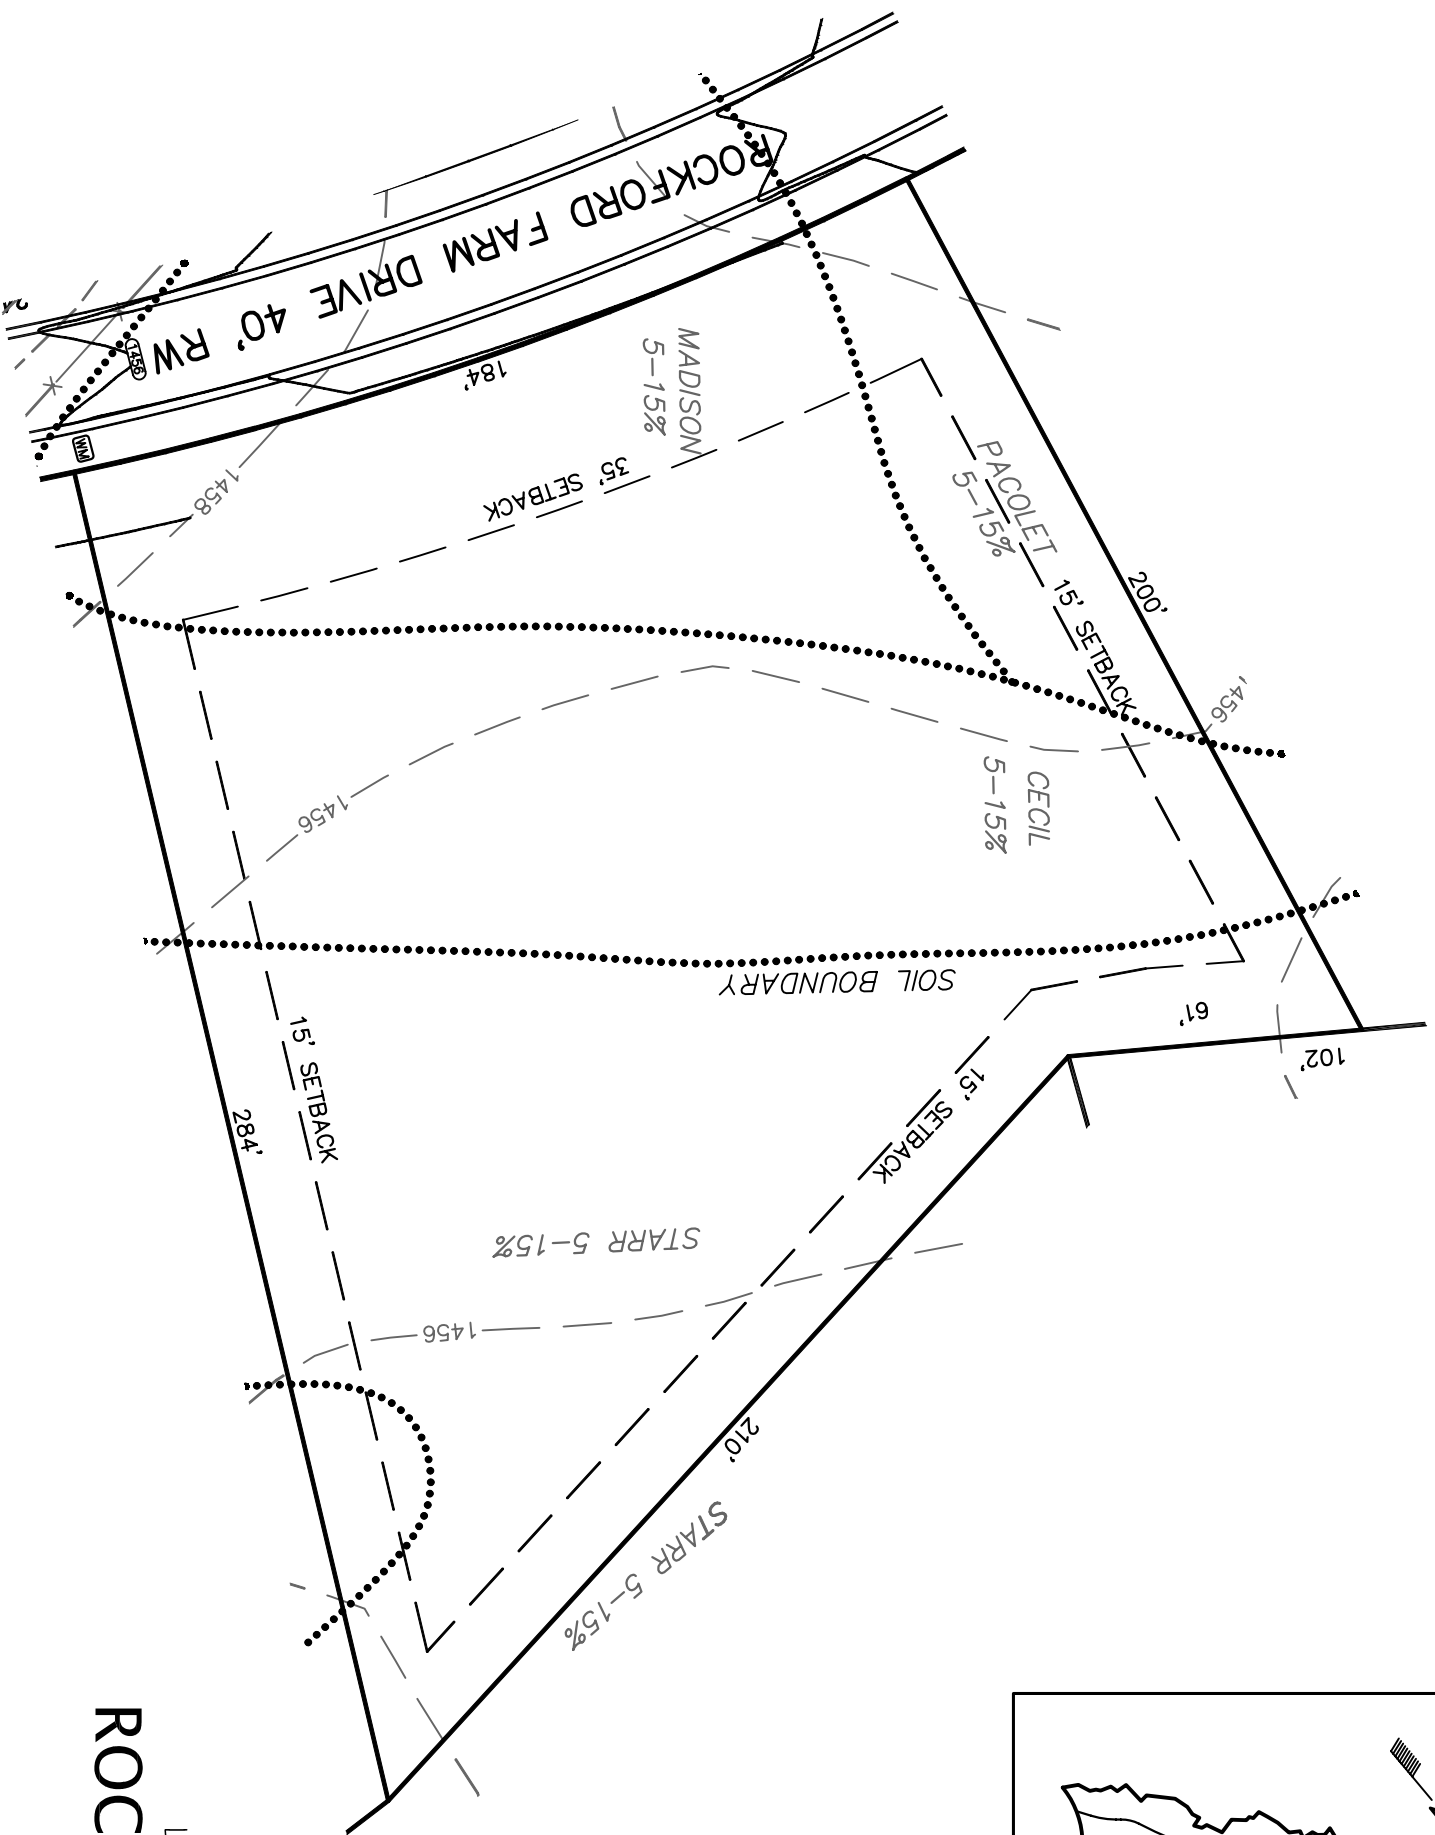 ROCKFORD FARM DRIVE 40' RW
1456
WM
184'
MADISON
5-15%
35' SETBACK
1458
PACOLET
5-15%
15' SETBACK
200'
1456
1456
CECIL
5-15%
SOIL BOUNDARY
61'
102'
15' SETBACK
284'
15' SETBACK
STARR 5-15%
1456
210'
STARR 5-15%
ROC